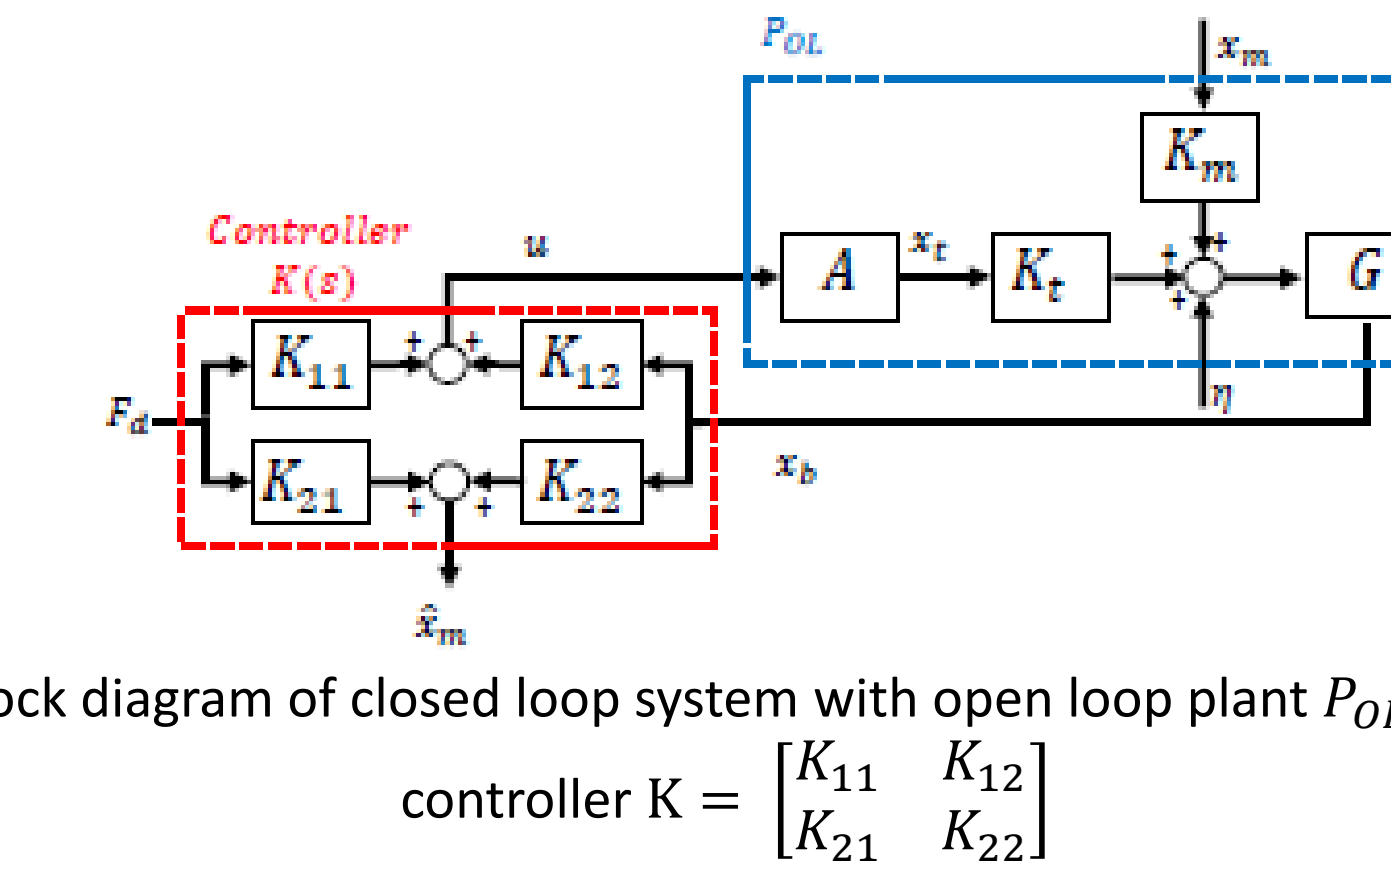 P_OL
x_m
K_m
Controller
K(s)
u
A
x_t
K_t
+
+
+
G
K_11
+
+
K_12
F_d
η
K_21
+
+
K_22
x_b
x̂_m
ock diagram of closed loop system with open loop plant P_OL
controller K = [K_11 K_12
K_21 K_22]